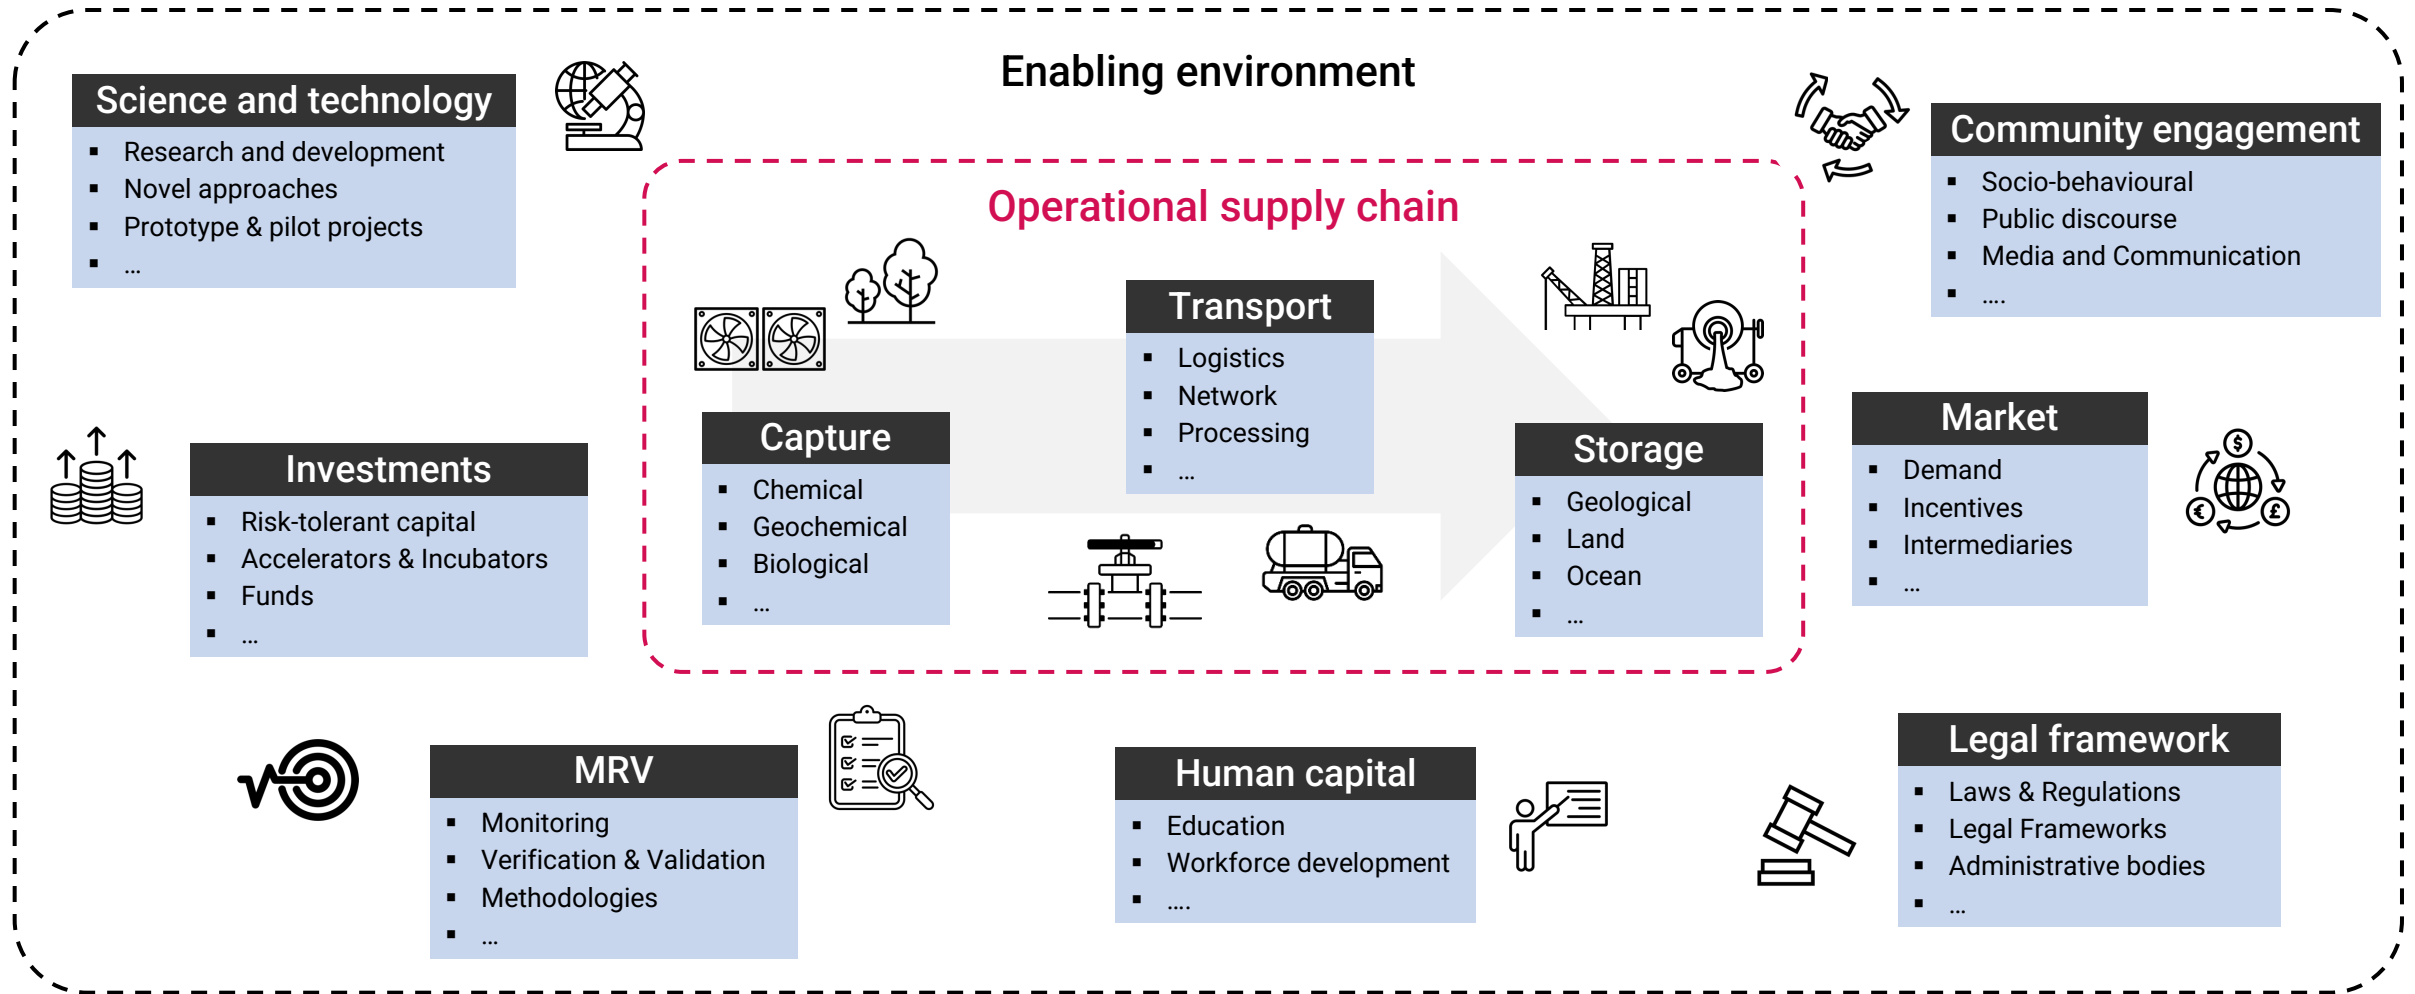 Enabling environment
Science and technology
▪ Research and development
▪ Novel approaches
▪ Prototype & pilot projects
▪ ...
Community engagement
▪ Socio-behavioural
▪ Public discourse
▪ Media and Communication
▪ ....
Operational supply chain
Capture
▪ Chemical
▪ Geochemical
▪ Biological
▪ ...
Transport
▪ Logistics
▪ Network
▪ Processing
▪ ...
Storage
▪ Geological
▪ Land
▪ Ocean
▪ ...
Investments
▪ Risk-tolerant capital
▪ Accelerators & Incubators
▪ Funds
▪ ...
Market
▪ Demand
▪ Incentives
▪ Intermediaries
▪ ...
$
€
£
MRV
▪ Monitoring
▪ Verification & Validation
▪ Methodologies
▪ ...
Human capital
▪ Education
▪ Workforce development
▪ ....
Legal framework
▪ Laws & Regulations
▪ Legal Frameworks
▪ Administrative bodies
▪ ...